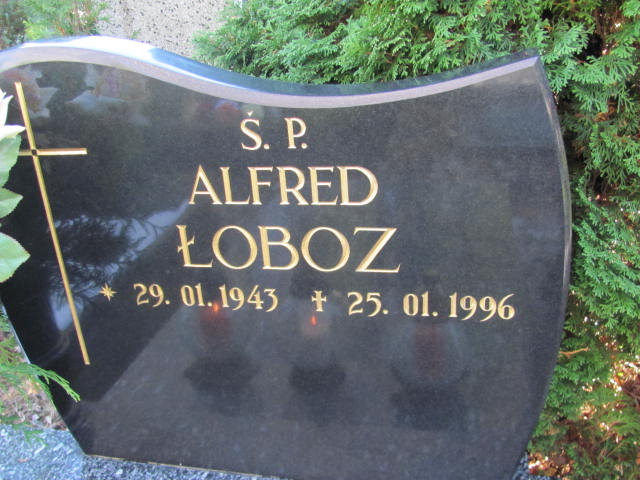 Š. P.
ALFRED
ŁOBOZ
* 29. 01. 1943 ✝ 25. 01. 1996